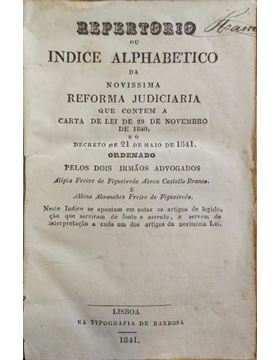 REPERTORIO
OU
INDICE ALPHABETICO
DA
NOVISSIMA
REFORMA JUDICIARIA
QUE CONTEM A
CARTA DE LEI DE 29 DE NOVEMBRO
DE 1840,
E O
DECRETO DE 21 DE MAIO DE 1841.
ORDENADO
PELOS DOIS IRMÃOS ADVOGADOS
Alipio Freire de Figueiredo Abreu Castello Branco.
E
Albino Abranches Freire de Figueiredo.
Neste Indice se apontam em notas os artigos de legisla-
ção que serviram de fonte e assento, e servem de
interpretação a cada um dos artigos da novissima Lei.
LISBOA
NA TYPOGRAFIA DE BARBOSA
1841.